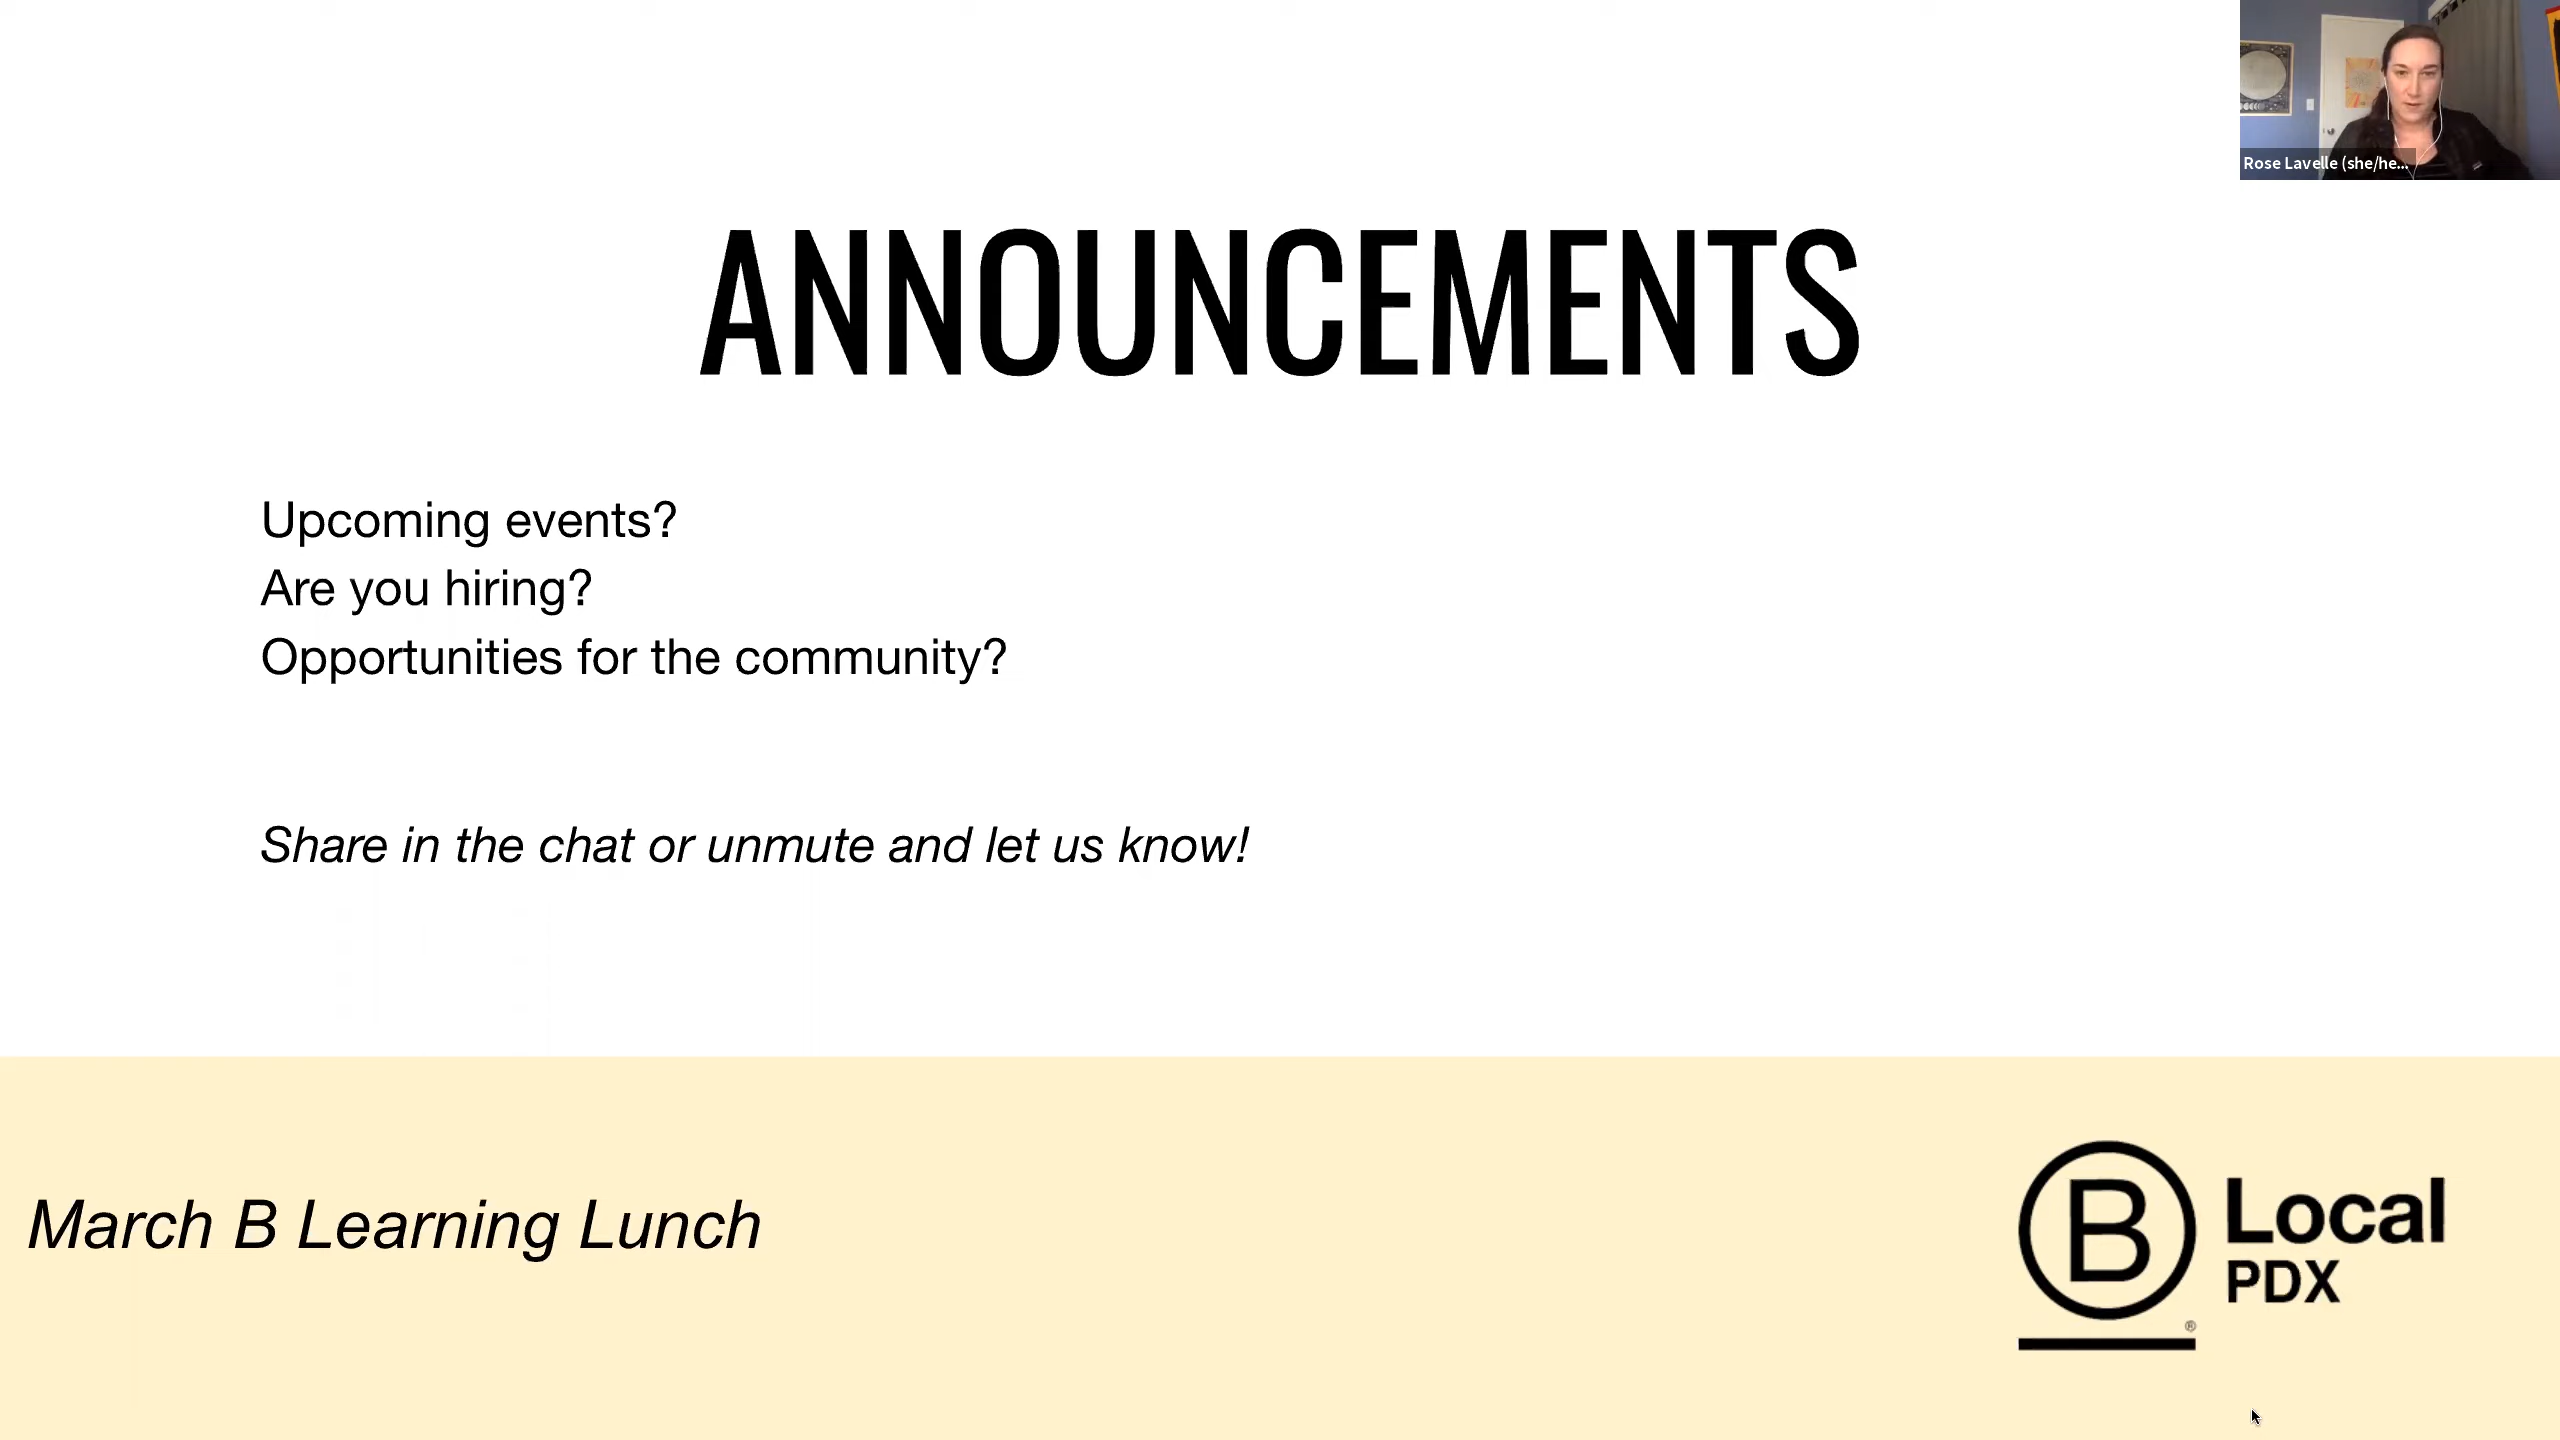 Rose Lavelle (she/he...
ANNOUNCEMENTS
Upcoming events?
Are you hiring?
Opportunities for the community?
Share in the chat or unmute and let us know!
March B Learning Lunch
B Local
PDX
®